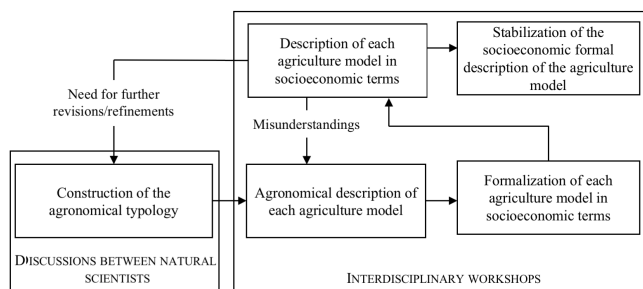 Description of each
agriculture model in
socioeconomic terms
Stabilization of the
socioeconomic formal
description of the agriculture
model
Need for further
revisions/refinements
Misunderstandings
Construction of the
agronomical typology
Agronomical description of
each agriculture model
Formalization of each
agriculture model in
socioeconomic terms
DISCUSSIONS BETWEEN NATURAL
SCIENTISTS
INTERDISCIPLINARY WORKSHOPS